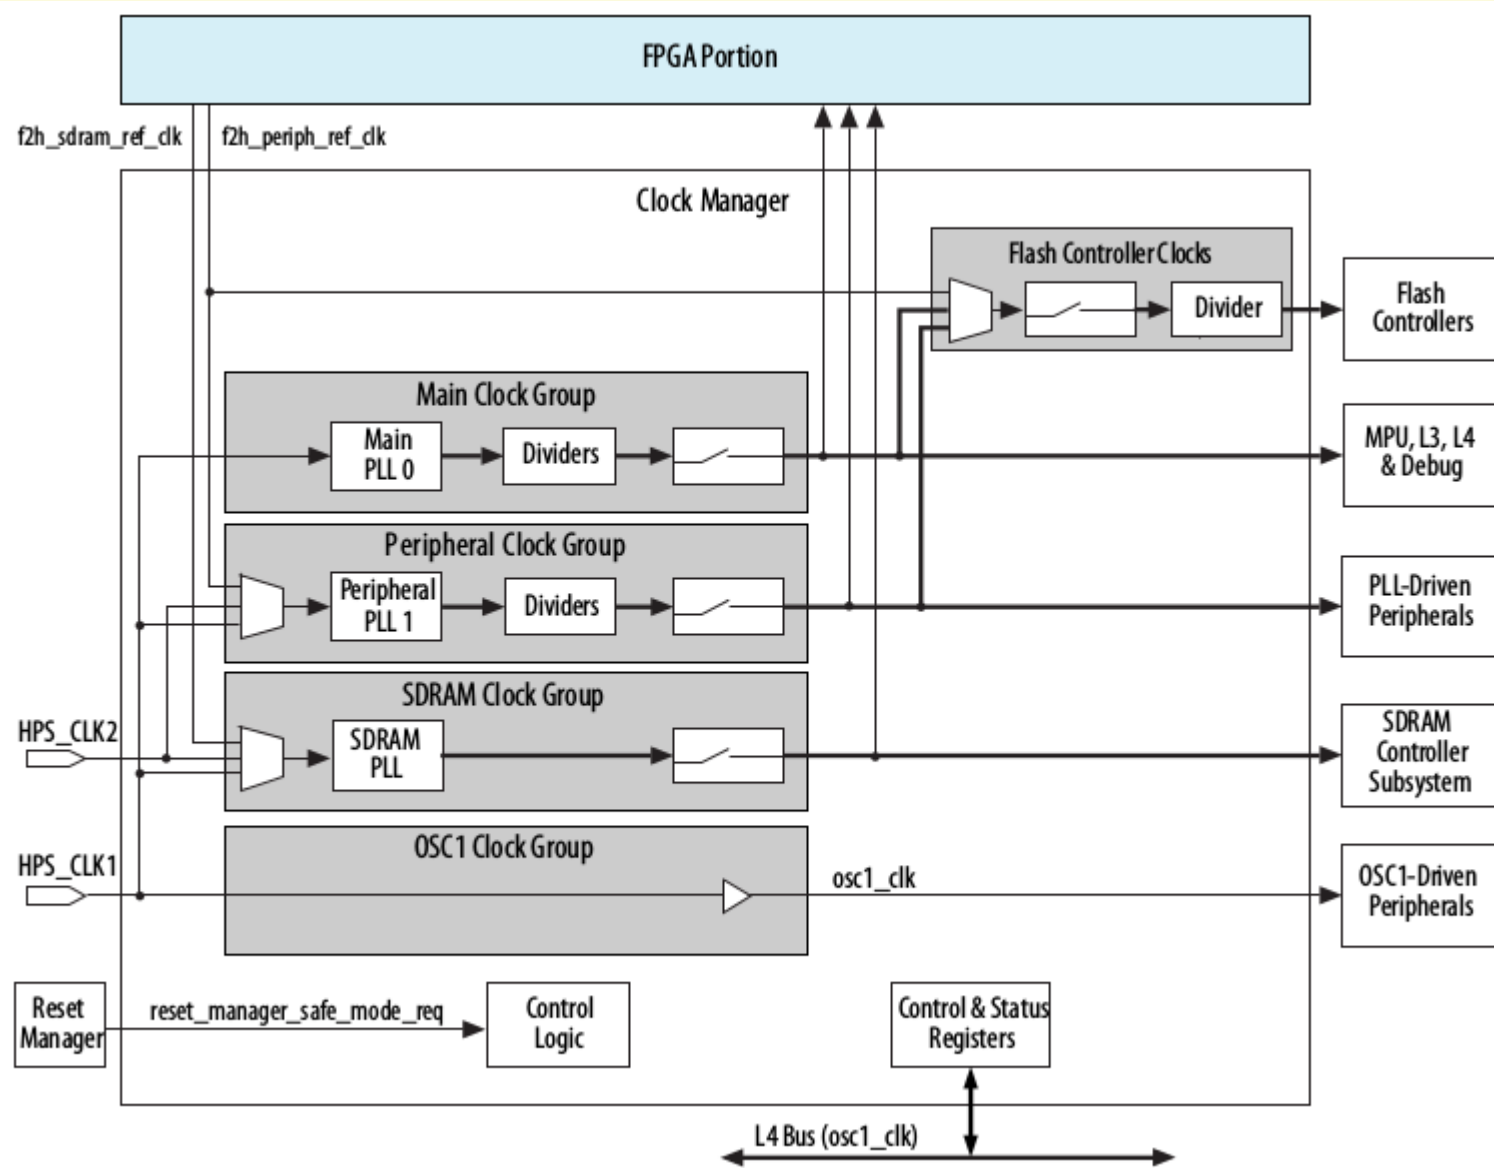 FPGA Portion
f2h_sdram_ref_clk
f2h_periph_ref_clk
Clock Manager
Flash Controller Clocks
Divider
Flash
Controllers
Main Clock Group
Main
PLL 0
Dividers
MPU, L3, L4
& Debug
Peripheral Clock Group
Peripheral
PLL 1
Dividers
PLL-Driven
Peripherals
SDRAM Clock Group
HPS_CLK2
SDRAM
PLL
SDRAM
Controller
Subsystem
OSC1 Clock Group
HPS_CLK1
osc1_clk
OSC1-Driven
Peripherals
Reset
Manager
reset_manager_safe_mode_req
Control
Logic
Control & Status
Registers
L4 Bus (osc1_clk)